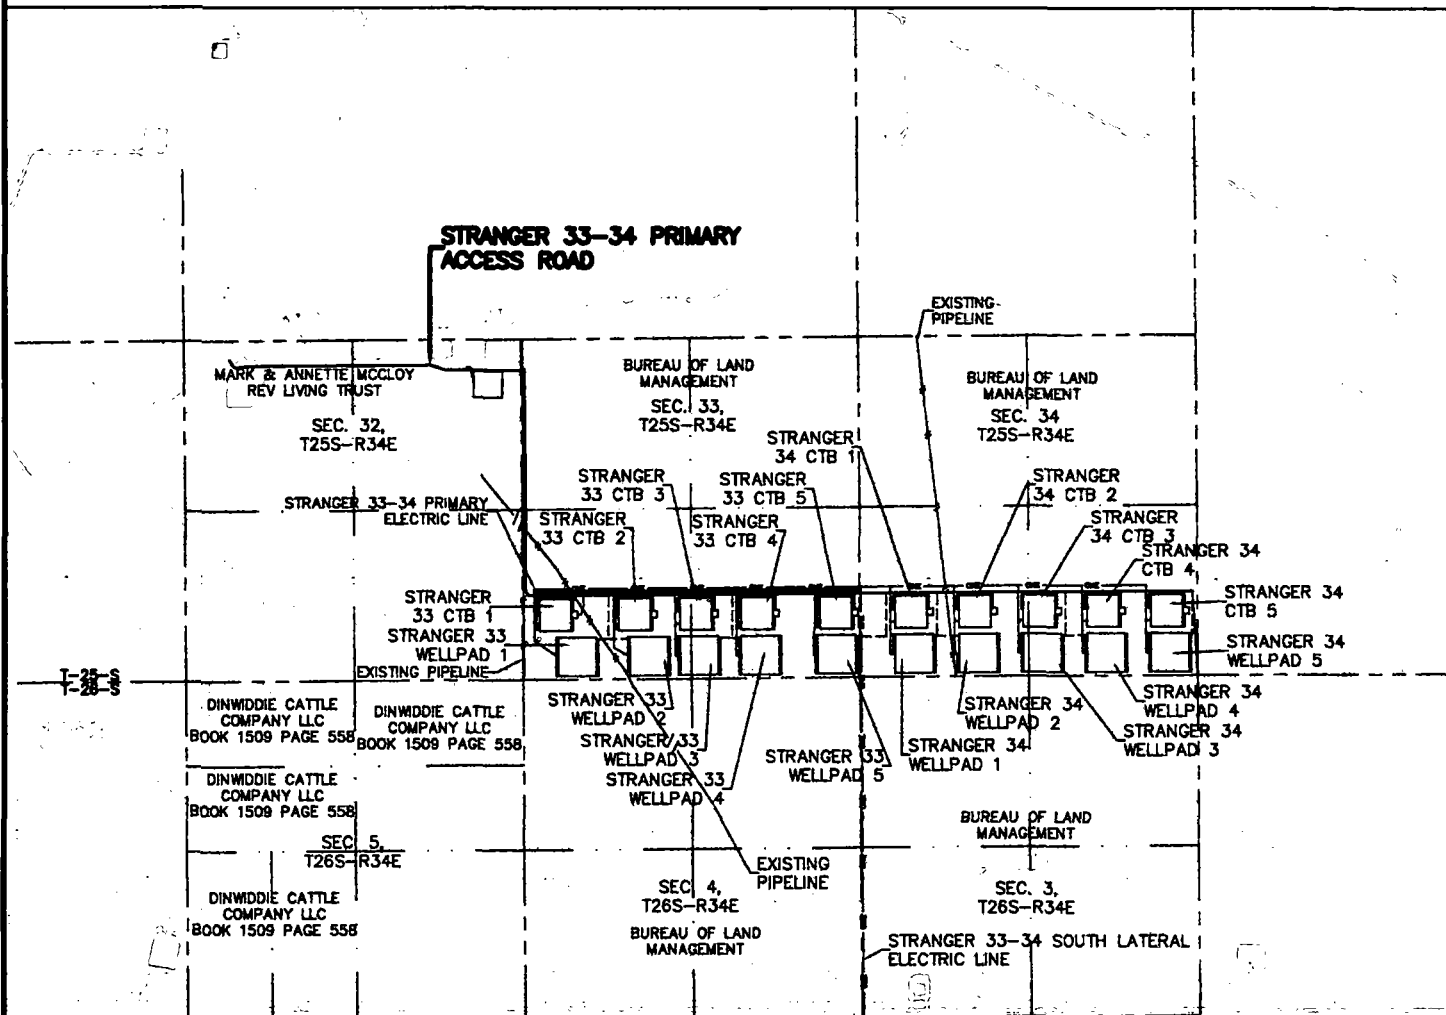 STRANGER 33-34 PRIMARY
ACCESS ROAD
EXISTING
PIPELINE
MARK & ANNETTE MCCLOY
REV LIVING TRUST
SEC. 32,
T25S-R34E
BUREAU OF LAND
MANAGEMENT
SEC. 33,
T25S-R34E
BUREAU OF LAND
MANAGEMENT
SEC. 34
T25S-R34E
STRANGER
34 CTB 1
STRANGER
33 CTB 3
STRANGER
33 CTB 5
STRANGER
34 CTB 2
STRANGER 33-34 PRIMARY
ELECTRIC LINE
STRANGER
33 CTB 2
STRANGER
33 CTB 4
STRANGER
34 CTB 3
STRANGER 34
CTB 4
STRANGER
33 CTB 1
STRANGER 34
CTB 5
STRANGER 33
WELLPAD 1
STRANGER 34
WELLPAD 5
EXISTING PIPELINE
T-25-S
T-26-S
DINWIDDIE CATTLE
COMPANY LLC
BOOK 1509 PAGE 558
DINWIDDIE CATTLE
COMPANY LLC
BOOK 1509 PAGE 558
STRANGER 33
WELLPAD 2
STRANGER 33
WELLPAD 3
STRANGER 33
WELLPAD 4
STRANGER 33
WELLPAD 5
STRANGER 34
WELLPAD 1
STRANGER 34
WELLPAD 2
STRANGER 34
WELLPAD 4
STRANGER 34
WELLPAD 3
DINWIDDIE CATTLE
COMPANY LLC
BOOK 1509 PAGE 558
SEC 5,
T26S-R34E
BUREAU OF LAND
MANAGEMENT
EXISTING
PIPELINE
SEC 4,
T26S-R34E
BUREAU OF LAND
MANAGEMENT
SEC. 3,
T26S-R34E
DINWIDDIE CATTLE
COMPANY LLC
BOOK 1509 PAGE 558
STRANGER 33-34 SOUTH LATERAL
ELECTRIC LINE